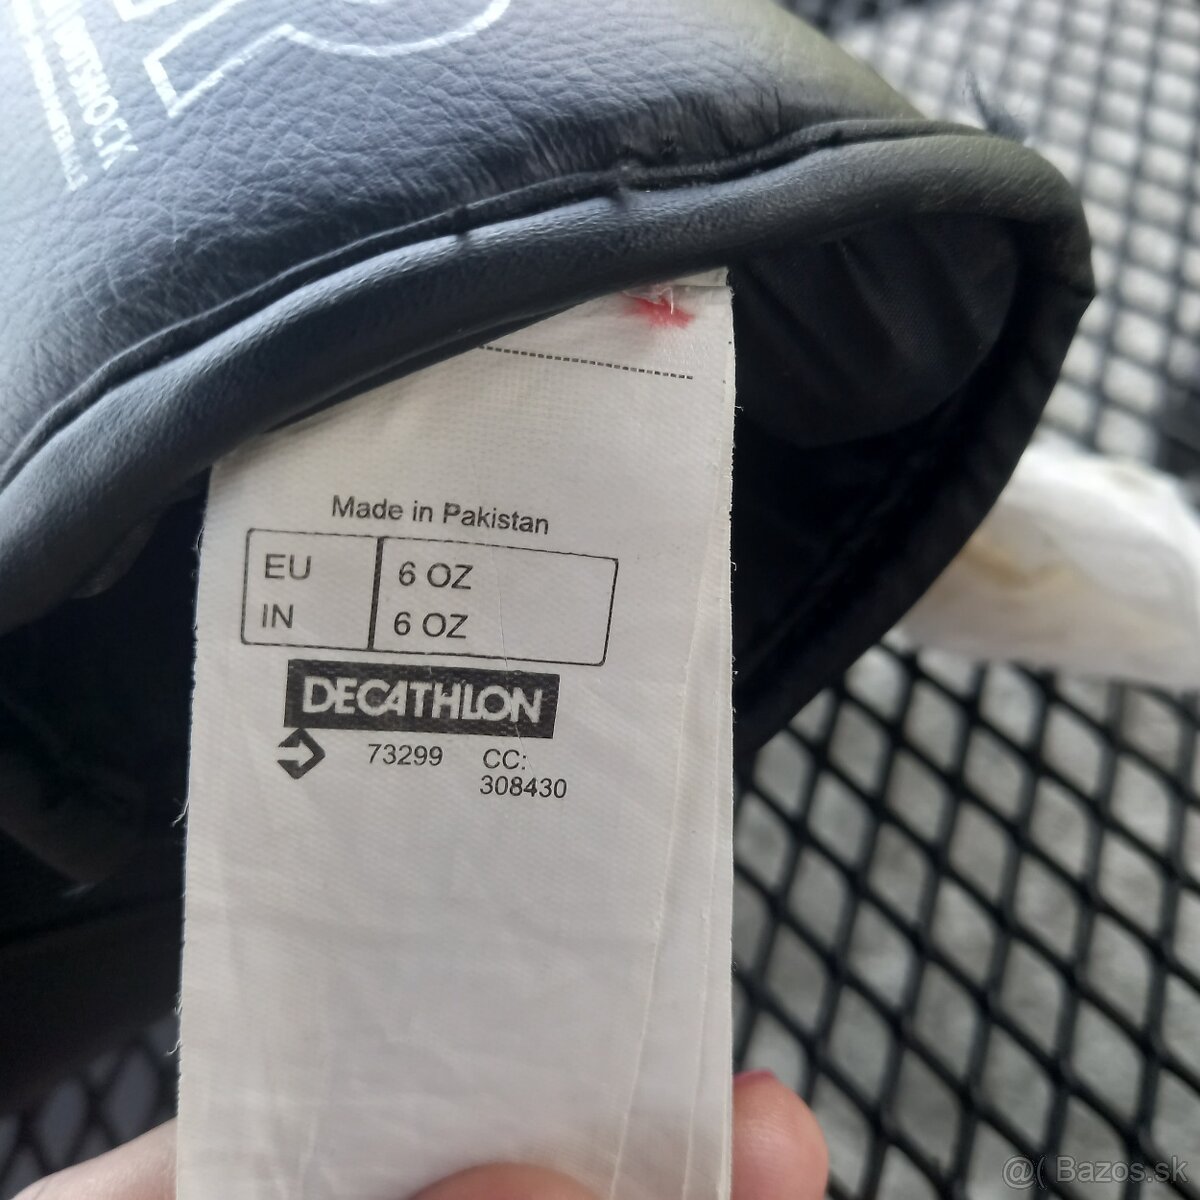 Made in Pakistan
EU 6 OZ
IN 6 OZ
DECATHLON
73299 CC:
308430
@( Bazos.sk